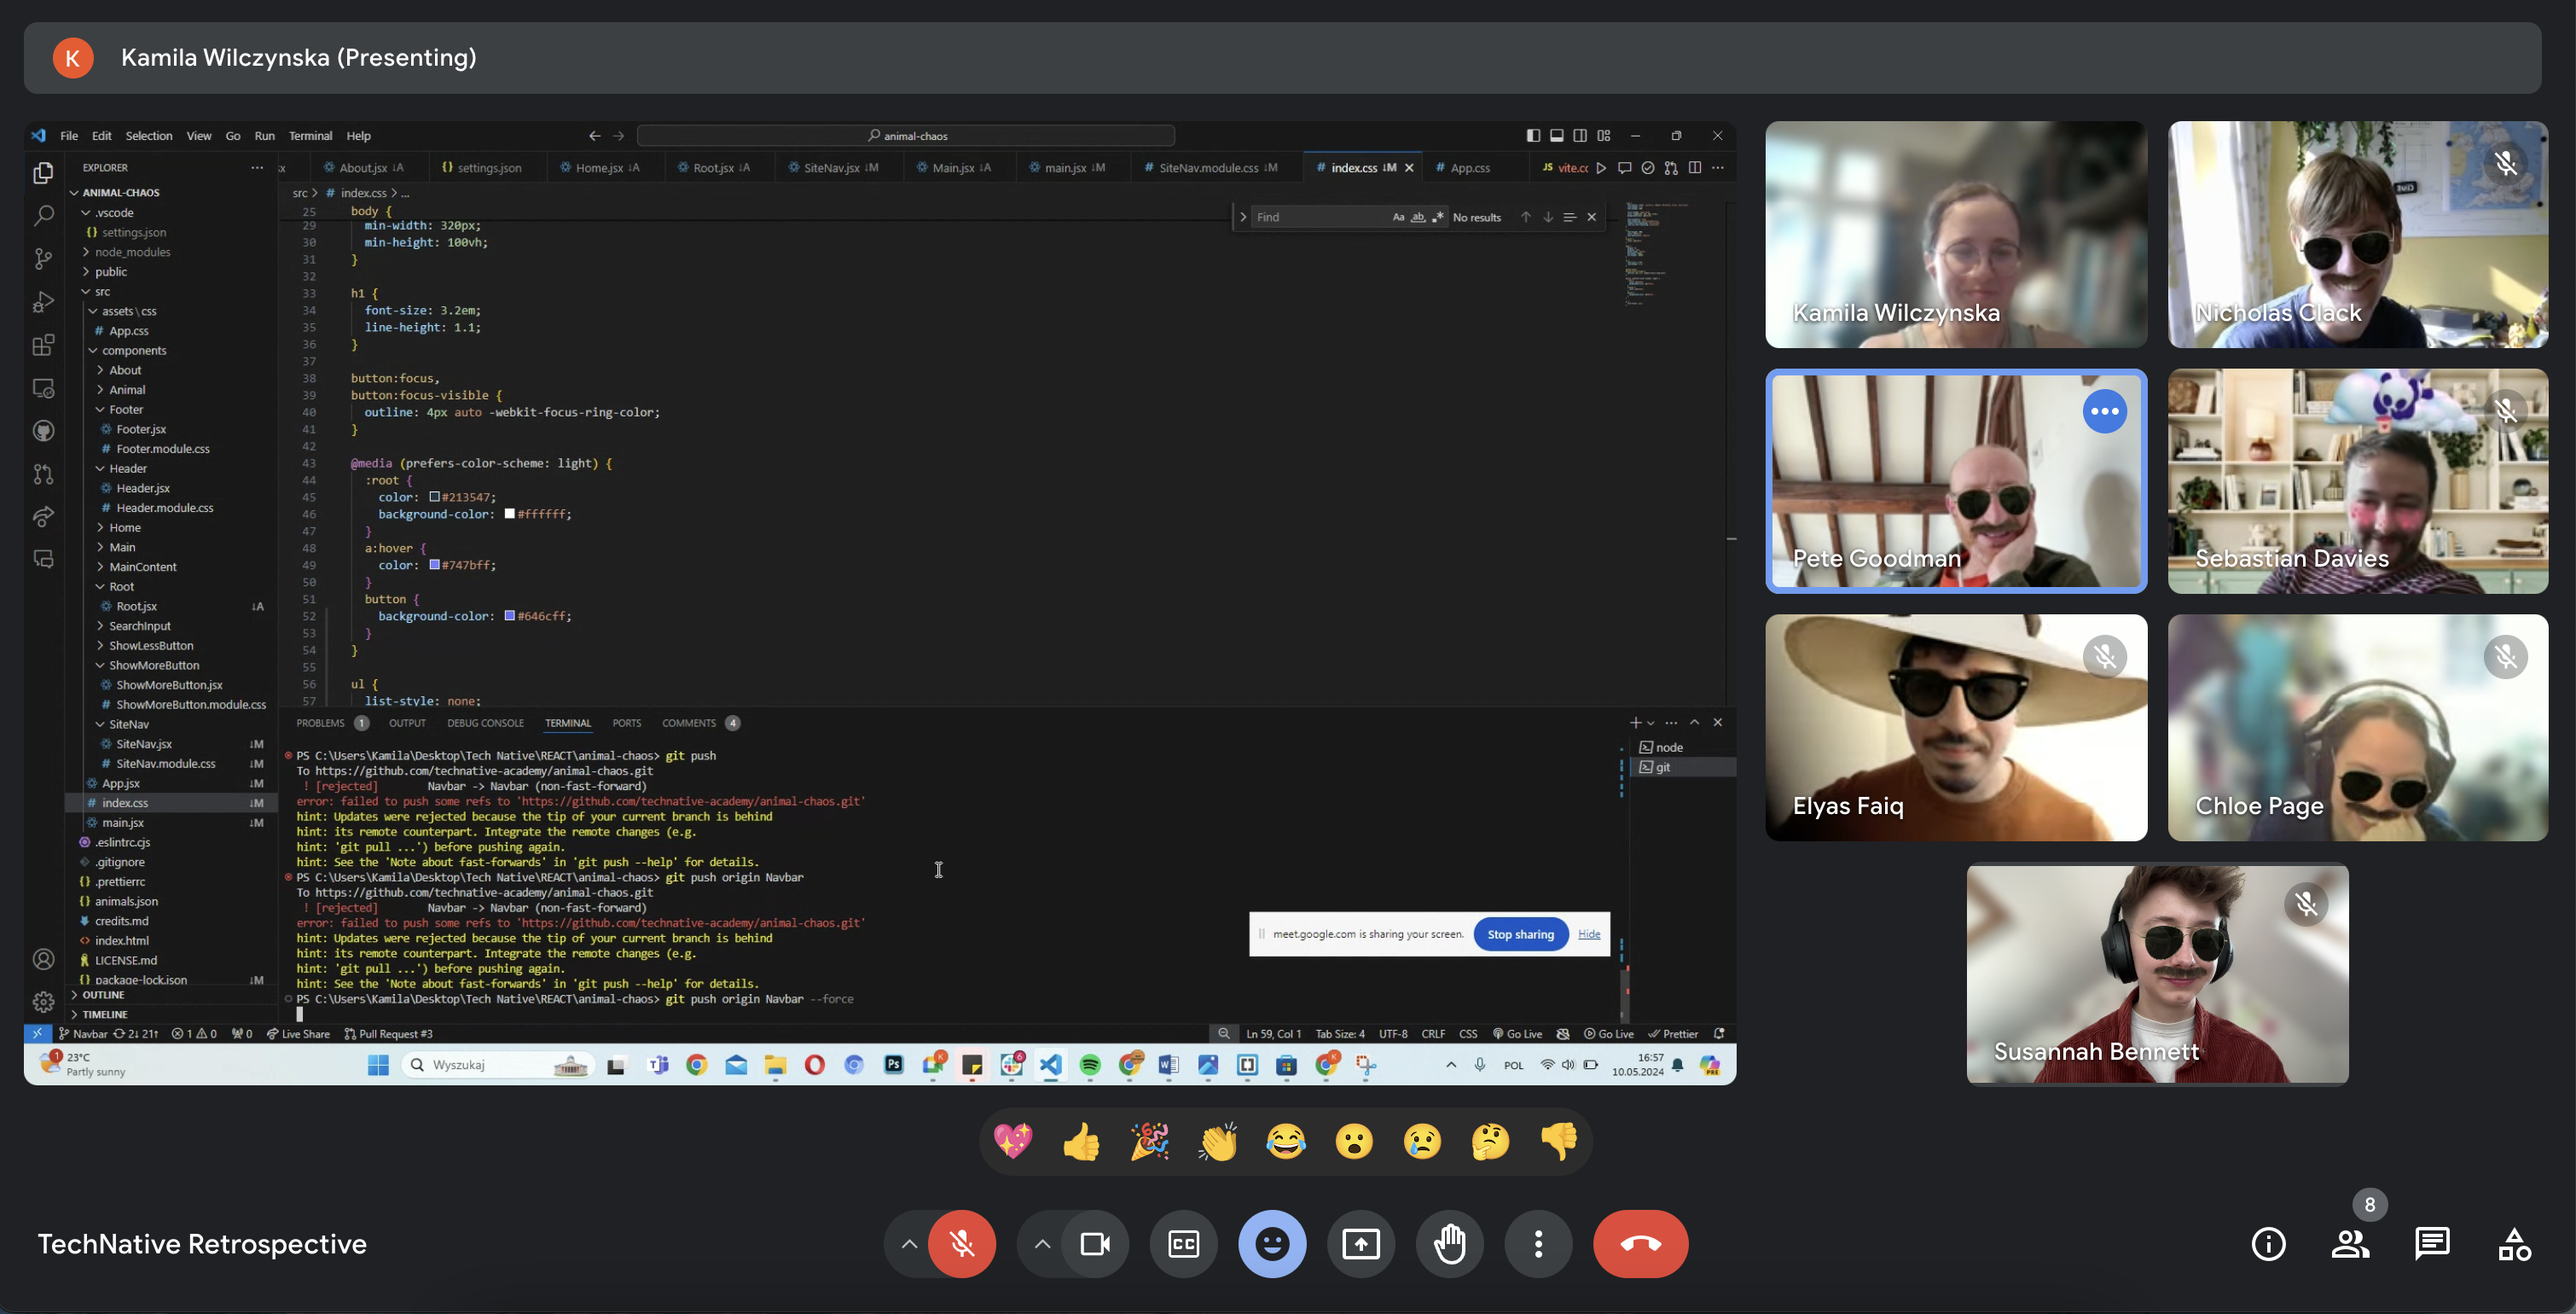 K Kamila Wilczynska (Presenting)
File Edit Selection View Go Run Terminal Help
animal-chaos
EXPLORER
ANIMAL-CHAOS
.vscode
settings.json
node_modules
public
src
assets\css
App.css
components
About
Animal
Footer
Footer.jsx
Footer.module.css
Header
Header.jsx
Header.module.css
Home
Main
MainContent
Root
Root.jsx ↓A
SearchInput
ShowLessButton
ShowMoreButton
ShowMoreButton.jsx
ShowMoreButton.module.css
SiteNav
SiteNav.jsx ↓M
SiteNav.module.css ↓M
App.jsx ↓M
index.css ↓M
main.jsx ↓M
.eslintrc.cjs
.gitignore
.prettierrc
animals.json
credits.md
index.html
LICENSE.md
package-lock.json ↓M
OUTLINE
TIMELINE
About.jsx ↓A settings.json Home.jsx ↓A Root.jsx ↓A SiteNav.jsx ↓M Main.jsx ↓A main.jsx ↓M SiteNav.module.css ↓M index.css ↓M App.css JS vite.cc
src > # index.css > ...
Find Aa ab No results
25 body {
29 min-width: 320px;
30 min-height: 100vh;
31 }
32
33 h1 {
34 font-size: 3.2em;
35 line-height: 1.1;
36 }
37
38 button:focus,
39 button:focus-visible {
40 outline: 4px auto -webkit-focus-ring-color;
41 }
42
43 @media (prefers-color-scheme: light) {
44 :root {
45 color: #213547;
46 background-color: #ffffff;
47 }
48 a:hover {
49 color: #747bff;
50 }
51 button {
52 background-color: #646cff;
53 }
54 }
55
56 ul {
57 list-style: none;
PROBLEMS 1 OUTPUT DEBUG CONSOLE TERMINAL PORTS COMMENTS 4
node
git
PS C:\Users\Kamila\Desktop\Tech Native\REACT\animal-chaos> git push
To https://github.com/technative-academy/animal-chaos.git
! [rejected] Navbar -> Navbar (non-fast-forward)
error: failed to push some refs to 'https://github.com/technative-academy/animal-chaos.git'
hint: Updates were rejected because the tip of your current branch is behind
hint: its remote counterpart. Integrate the remote changes (e.g.
hint: 'git pull ...') before pushing again.
hint: See the 'Note about fast-forwards' in 'git push --help' for details.
PS C:\Users\Kamila\Desktop\Tech Native\REACT\animal-chaos> git push origin Navbar
To https://github.com/technative-academy/animal-chaos.git
! [rejected] Navbar -> Navbar (non-fast-forward)
error: failed to push some refs to 'https://github.com/technative-academy/animal-chaos.git'
hint: Updates were rejected because the tip of your current branch is behind
hint: its remote counterpart. Integrate the remote changes (e.g.
hint: 'git pull ...') before pushing again.
hint: See the 'Note about fast-forwards' in 'git push --help' for details.
PS C:\Users\Kamila\Desktop\Tech Native\REACT\animal-chaos> git push origin Navbar --force
meet.google.com is sharing your screen. Stop sharing Hide
Navbar 2↓ 21↑ 1 0 0 Live Share Pull Request #3 Ln 59, Col 1 Tab Size: 4 UTF-8 CRLF CSS Go Live Go Live Prettier
1 23°C
Partly sunny
Wyszukaj
Ps
K
6
K
POL
16:57
10.05.2024
PRE
Kamila Wilczynska
Nicholas Clack
Pete Goodman
Sebastian Davies
Elyas Faiq
Chloe Page
Susannah Bennett
TechNative Retrospective
CC
8